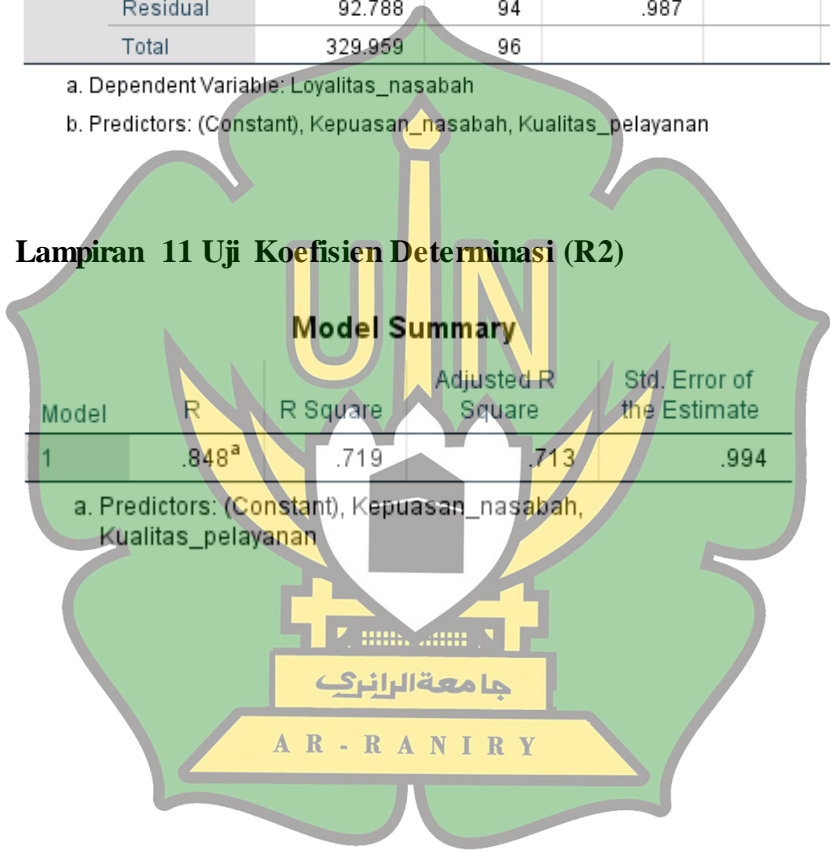 Residual 92.788 94 .987
Total 329.959 96
a. Dependent Variable: Loyalitas_nasabah
b. Predictors: (Constant), Kepuasan_nasabah, Kualitas_pelayanan
Lampiran 11 Uji Koefisien Determinasi (R2)
UIN
Model Summary
Model R R Square Adjusted R Square Std. Error of the Estimate
1 .848a .719 .713 .994
a. Predictors: (Constant), Kepuasan_nasabah,
Kualitas_pelayanan
جامعة الرانري
AR-RANIRY